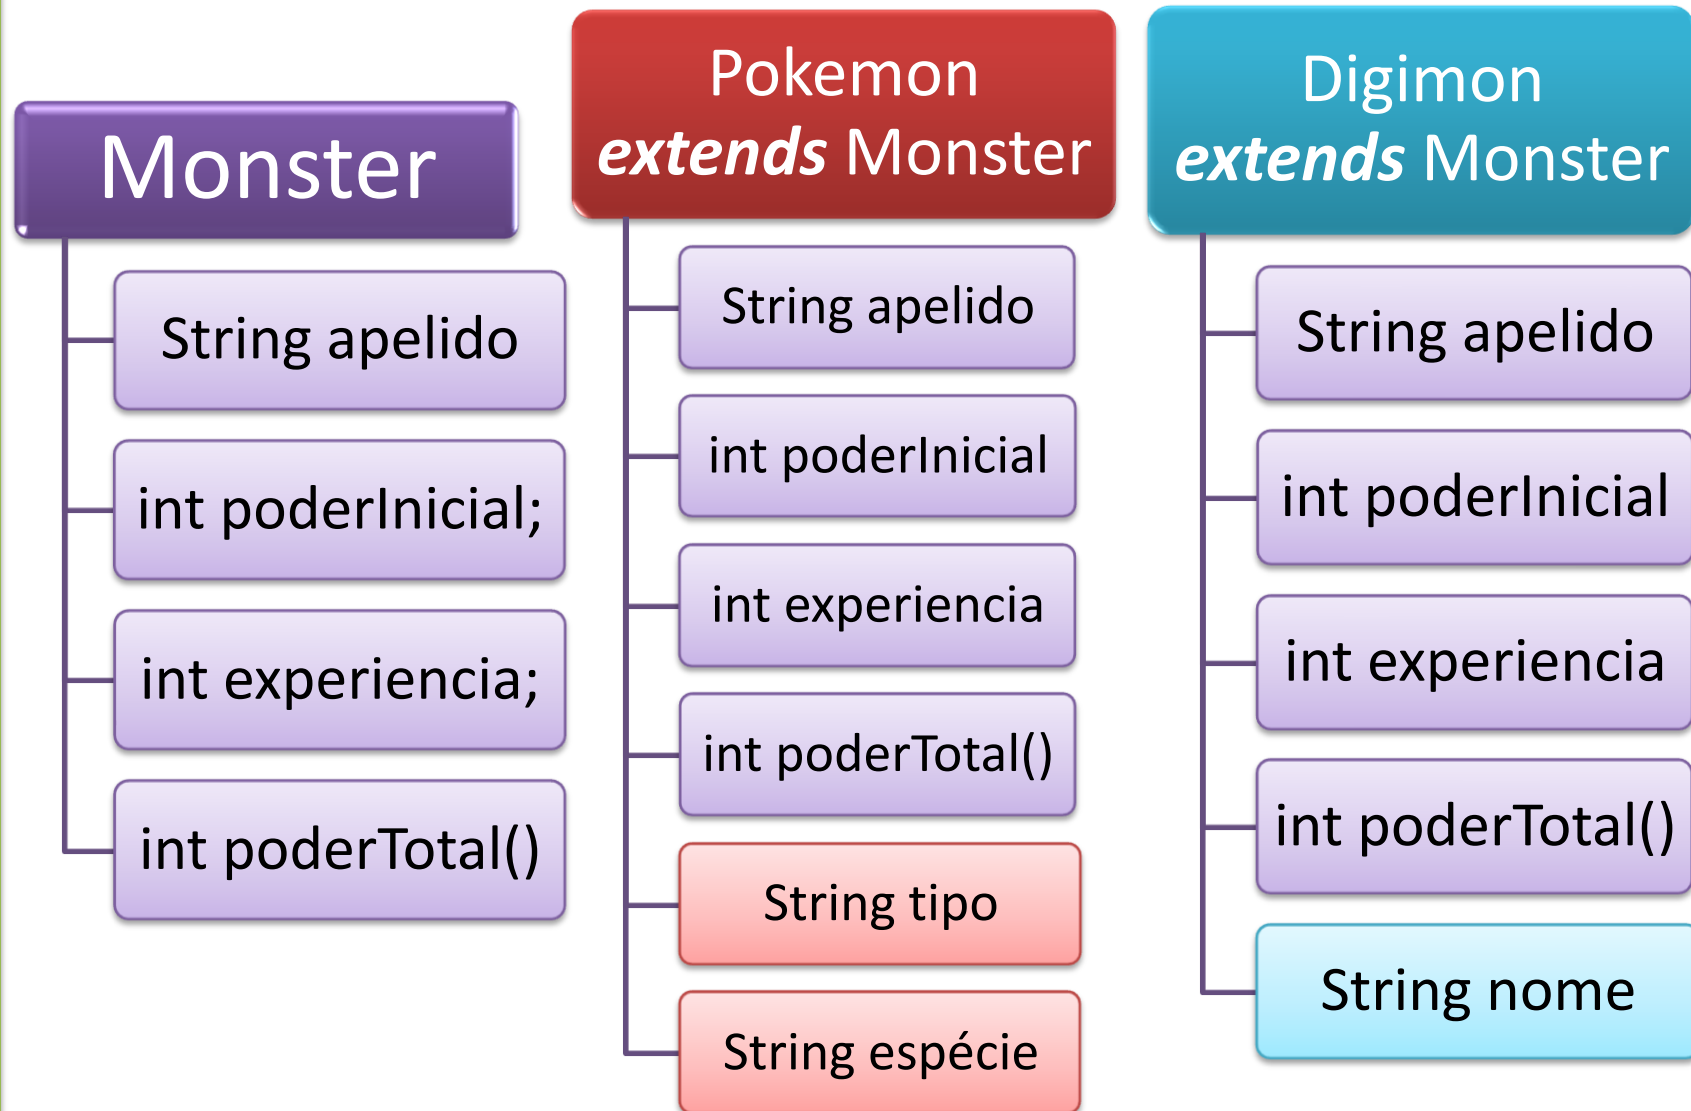 Monster
String apelido
int poderInicial;
int experiencia;
int poderTotal()
Pokemon
extends Monster
String apelido
int poderInicial
int experiencia
int poderTotal()
String tipo
String espécie
Digimon
extends Monster
String apelido
int poderInicial
int experiencia
int poderTotal()
String nome